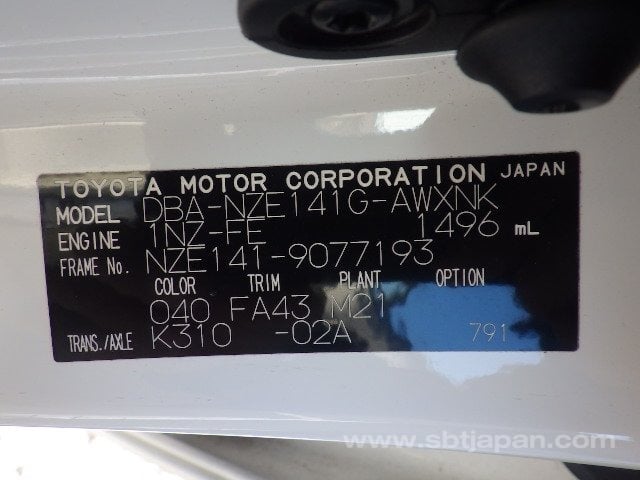 TOYOTA MOTOR CORPORATION JAPAN
MODEL DBA-NZE141G-AWXNK
ENGINE 1NZ-FE 1496 mL
FRAME No. NZE141-9077193
COLOR TRIM PLANT OPTION
040 FA43 M21
TRANS./AXLE K310 -02A 791
www.sbtjapan.com